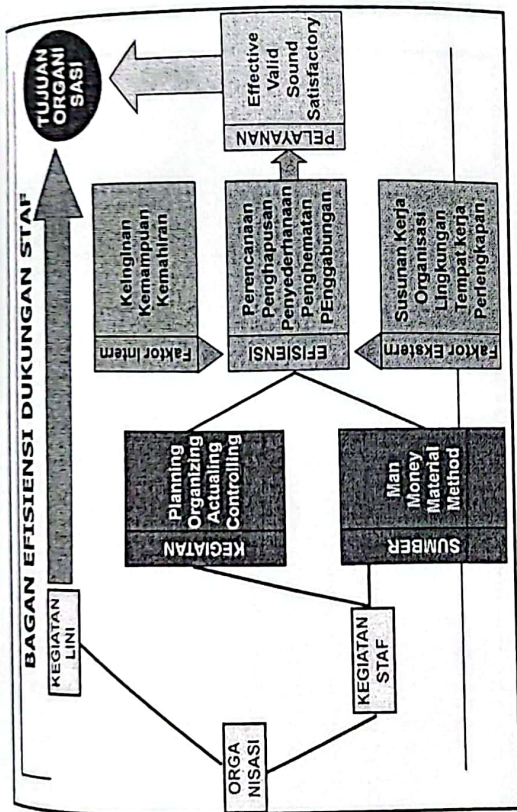 BAGAN EFISIENSI DUKUNGAN STAF
KEGIATAN
LINI
TUJUAN
ORGANI
SASI
ORGA
NISASI
KEGIATAN
STAF
KEGIATAN
Planning
Organizing
Actualing
Controlling
SUMBER
Man
Money
Material
Method
Faktor Intern
Keinginan
Kemampuan
Kemahiran
EFISIENSI
Perencanaan
Penghapusan
Penyederhanaan
Penghematan
PEnggabungan
Faktor Ekstern
Susunan Kerja
Organisasi
Lingkungan
Tempat kerja
Perlengkapan
PELAYANAN
Effective
Valid
Sound
Satisfactory